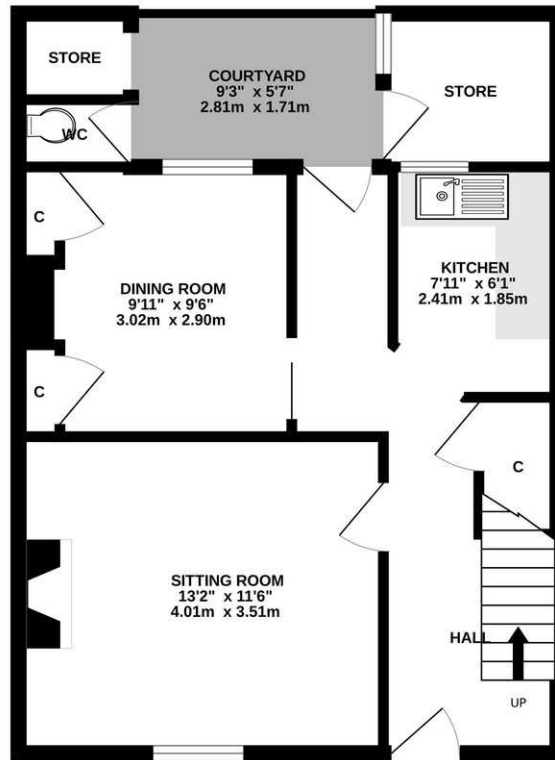 STORE
COURTYARD
9'3" x 5'7"
2.81m x 1.71m
STORE
WC
C
DINING ROOM
9'11" x 9'6"
3.02m x 2.90m
KITCHEN
7'11" x 6'1"
2.41m x 1.85m
C
C
SITTING ROOM
13'2" x 11'6"
4.01m x 3.51m
HALL
UP